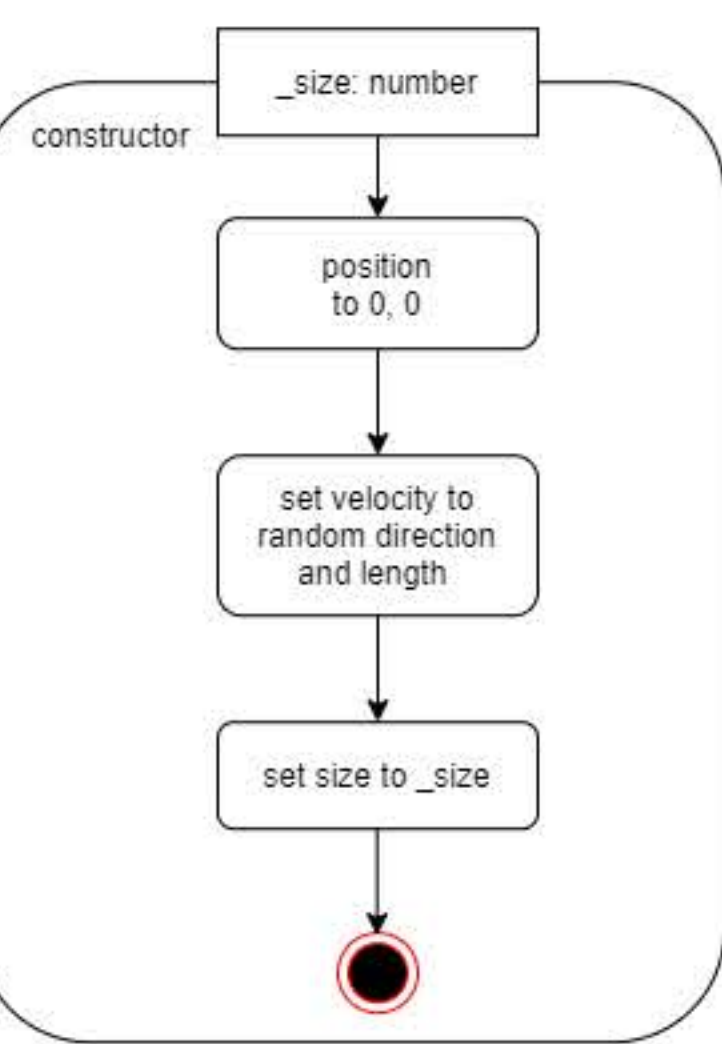 _size: number
constructor
position
to 0, 0
set velocity to
random direction
and length
set size to _size